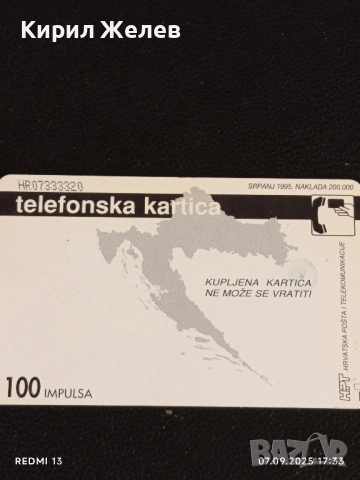 Кирил Желев
HR07333320
SRPANJ 1995. NAKLADA 200.000
telefonska kartica
KUPLJENA KARTICA
NE MOŽE SE VRATITI
HPT HRVATSKA POŠTA I TELEKOMUNIKACIJE
100 IMPULSA
REDMI 13
07.09.2025 17:33
БАЗАР